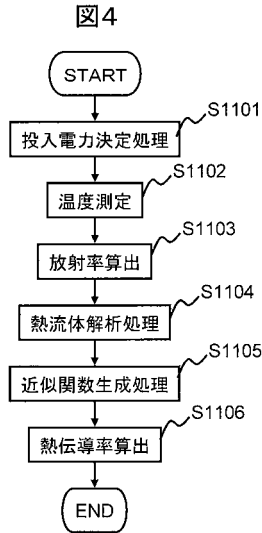 図4
START
S1101
投入電力決定処理
S1102
温度測定
S1103
放射率算出
S1104
熱流体解析処理
S1105
近似関数生成処理
S1106
熱伝導率算出
END